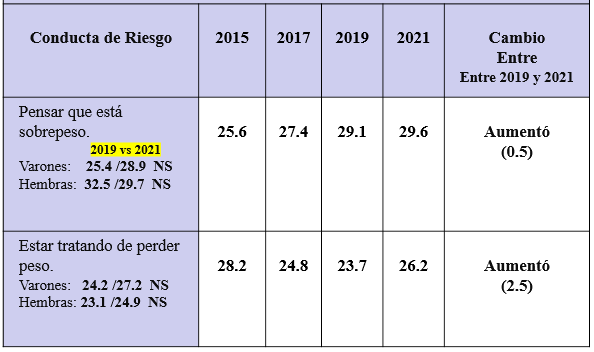 Conducta de Riesgo 2015 2017 2019 2021 Cambio
Entre
Entre 2019 y 2021
Pensar que está
sobrepeso. 25.6 27.4 29.1 29.6 Aumentó
2019 vs 2021 (0.5)
Varones: 25.4 /28.9 NS
Hembras: 32.5 /29.7 NS
Estar tratando de perder
peso. 28.2 24.8 23.7 26.2 Aumentó
Varones: 24.2 /27.2 NS (2.5)
Hembras: 23.1 /24.9 NS